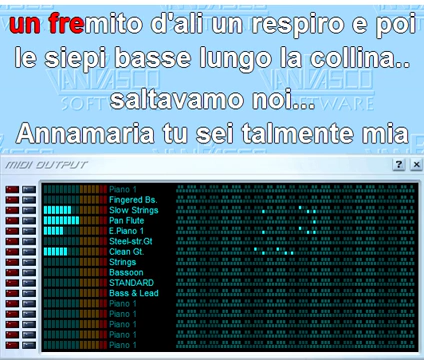 un fremito d'ali un respiro e poi
le siepi basse lungo la collina..
saltavamo noi...
Annamaria tu sei talmente mia
VANBASCO
SOFTWARE
MIDI OUTPUT
? ×
Piano 1
Fingered Bs.
Slow Strings
Pan Flute
E.Piano 1
Steel-str.Gt
Clean Gt.
Strings
Bassoon
STANDARD
Bass & Lead
Piano 1
Piano 1
Piano 1
Piano 1
Piano 1